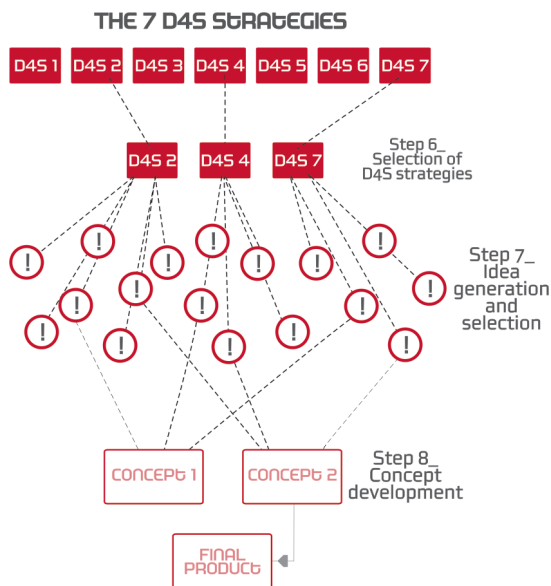 THE 7 D4S STRATEGIES
D4S 1 D4S 2 D4S 3 D4S 4 D4S 5 D4S 6 D4S 7
D4S 2 D4S 4 D4S 7
Step 6_
Selection of
D4S strategies
! ! ! ! ! ! ! ! ! ! ! ! ! ! ! !
Step 7_
Idea
generation
and
selection
CONCEPT 1
CONCEPT 2
Step 8_
Concept
development
FINAL
PRODUCT